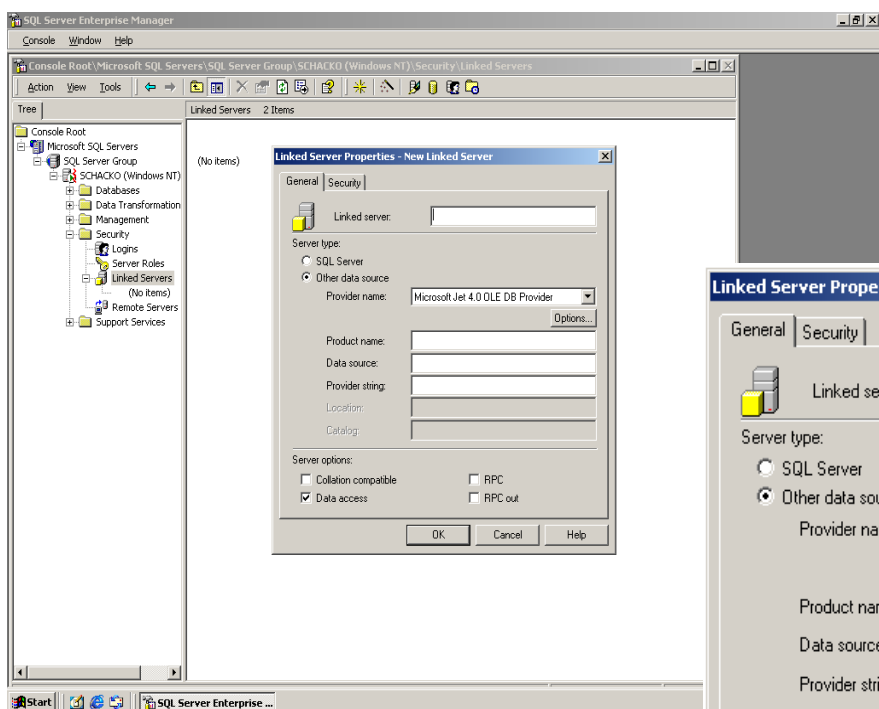 SQL Server Enterprise Manager
Console Window Help
Console Root\Microsoft SQL Servers\SQL Server Group\SCHACKO (Windows NT)\Security\Linked Servers
Action View Tools
Tree
Linked Servers 2 Items
Console Root
Microsoft SQL Servers
SQL Server Group
SCHACKO (Windows NT)
Databases
Data Transformation
Management
Security
Logins
Server Roles
Linked Servers
(No items)
Remote Servers
Support Services
(No items)
Linked Server Properties - New Linked Server
General Security
Linked server:
Server type:
SQL Server
Other data source
Provider name: Microsoft Jet 4.0 OLE DB Provider
Options...
Product name:
Data source:
Provider string:
Location:
Catalog:
Server options:
Collation compatible RPC
Data access RPC out
OK Cancel Help
Linked Server Prope
General Security
Linked se
Server type:
SQL Server
Other data sou
Provider na
Product nar
Data source
Provider stri
Start SQL Server Enterprise ...